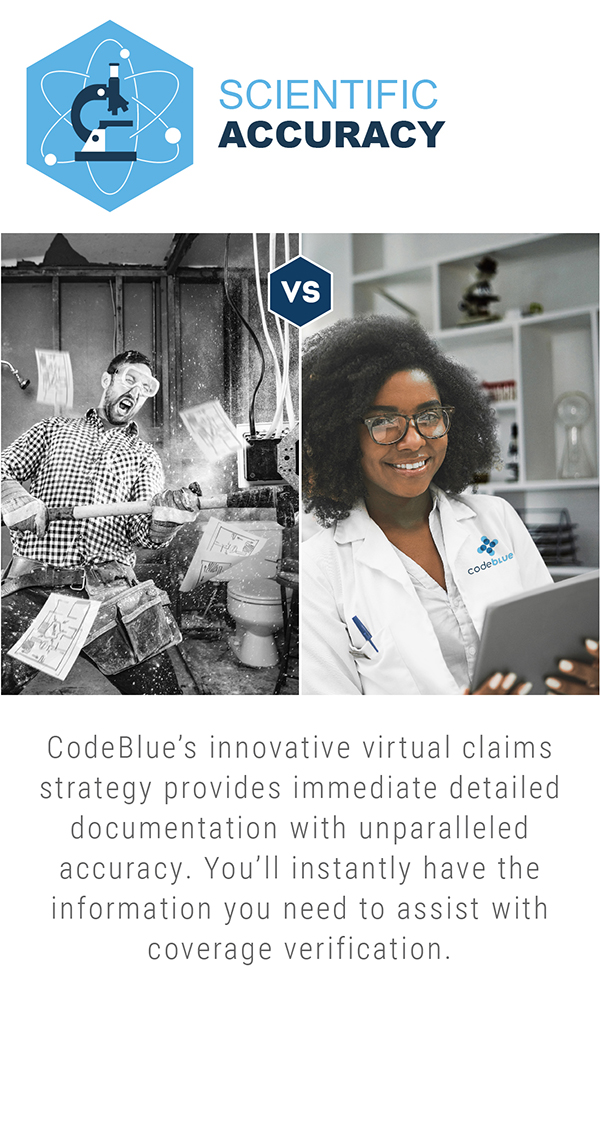 SCIENTIFIC
ACCURACY
VS
codeblue
CodeBlue’s innovative virtual claims
strategy provides immediate detailed
documentation with unparalleled
accuracy. You’ll instantly have the
information you need to assist with
coverage verification.